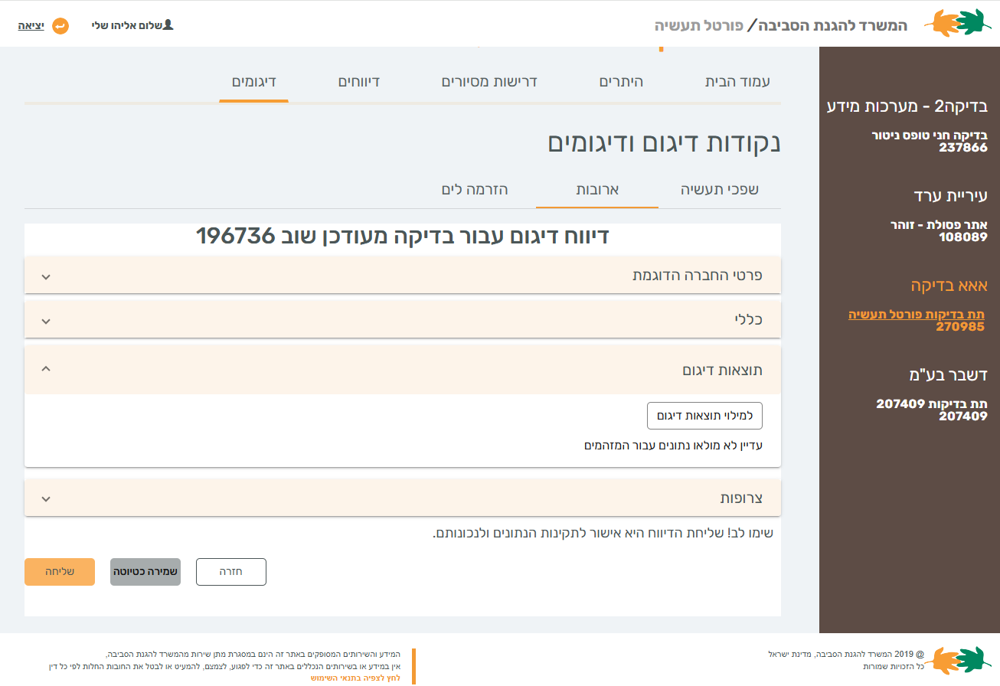 המשרד להגנת הסביבה/ פורטל תעשיה
שלום אליהו שלי
יציאה
עמוד הבית
היתרים
דרישות מסיורים
דיווחים
דיגומים
בדיקה2 - מערכות מידע
בדיקה חני טופס ניטור
237866
עיריית ערד
אתר פסולת - זוהר
108089
אאא בדיקה
תת בדיקות פורטל תעשיה
270985
דשבר בע"מ
תת בדיקות 207409
207409
נקודות דיגום ודיגומים
שפכי תעשיה
ארובות
הזרמה לים
דיווח דיגום עבור בדיקה מעודכן שוב 196736
פרטי החברה הדוגמת
כללי
תוצאות דיגום
למילוי תוצאות דיגום
עדיין לא מולאו נתונים עבור המזהמים
צרופות
שימו לב! שליחת הדיווח היא אישור לתקינות הנתונים ולנכונותם.
חזרה
שמירה כטיוטה
שליחה
@ 2019 המשרד להגנת הסביבה, מדינת ישראל
כל הזכויות שמורות
המידע והשירותים המסופקים באתר זה הינם במסגרת מתן שירות מהמשרד להגנת הסביבה,
אין במידע או בשירותים הנכללים באתר זה כדי לפגוע, לצמצם, להמעיט או לבטל את החובות החלות לפי כל דין
לחץ לצפיה בתנאי השימוש